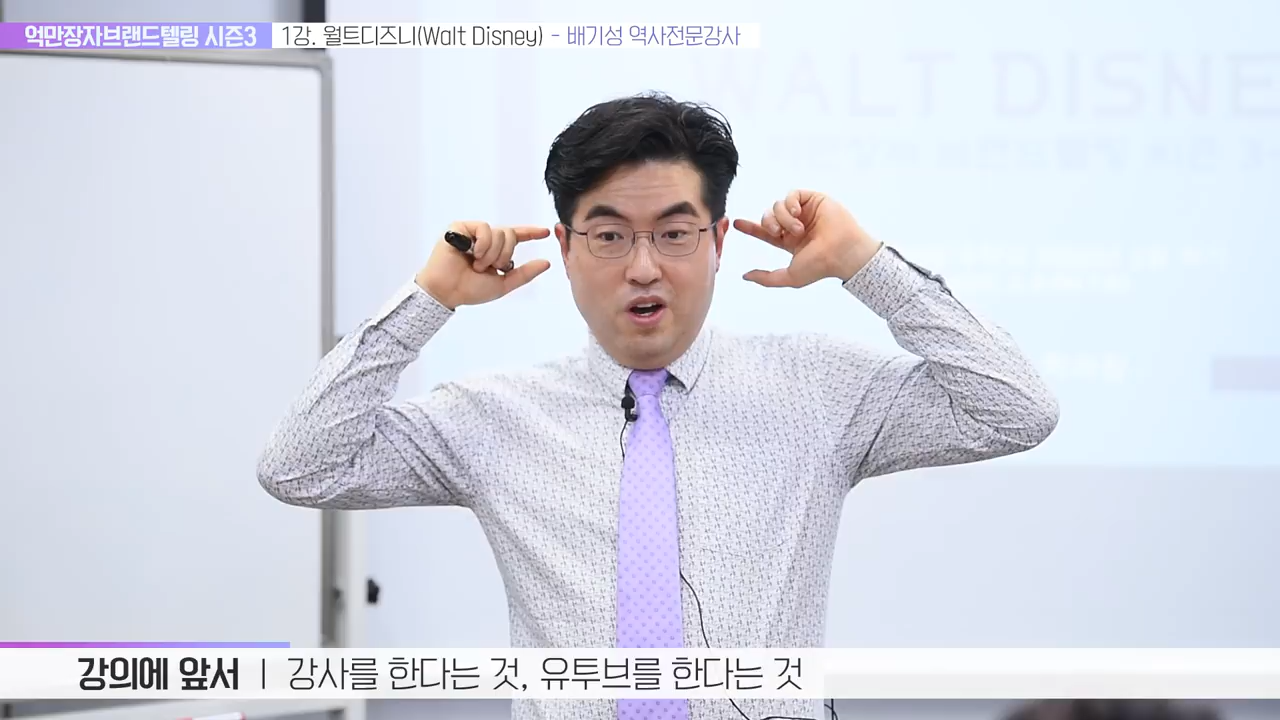 억만장자브랜드텔링 시즌3 1강. 월트디즈니(Walt Disney) - 배기성 역사전문강사
WALT DISNE
강의에 앞서 | 강사를 한다는 것, 유투브를 한다는 것